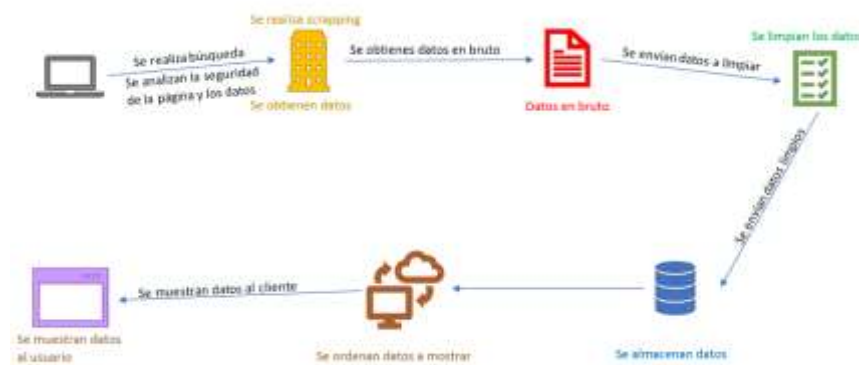 Se realisa scrapping
Se realiza búsqueda
Se analizan la seguridad
de la página y los datos
Se obtienen datos
Se obtienes datos en bruto
Datos en bruto
Se envían datos a limpiar
Se limpian los datos
Se envían datos limpios
Se almacenan datos
Se ordenan datos a mostrar
Se muestran datos al cliente
Se muestran datos
al usuario